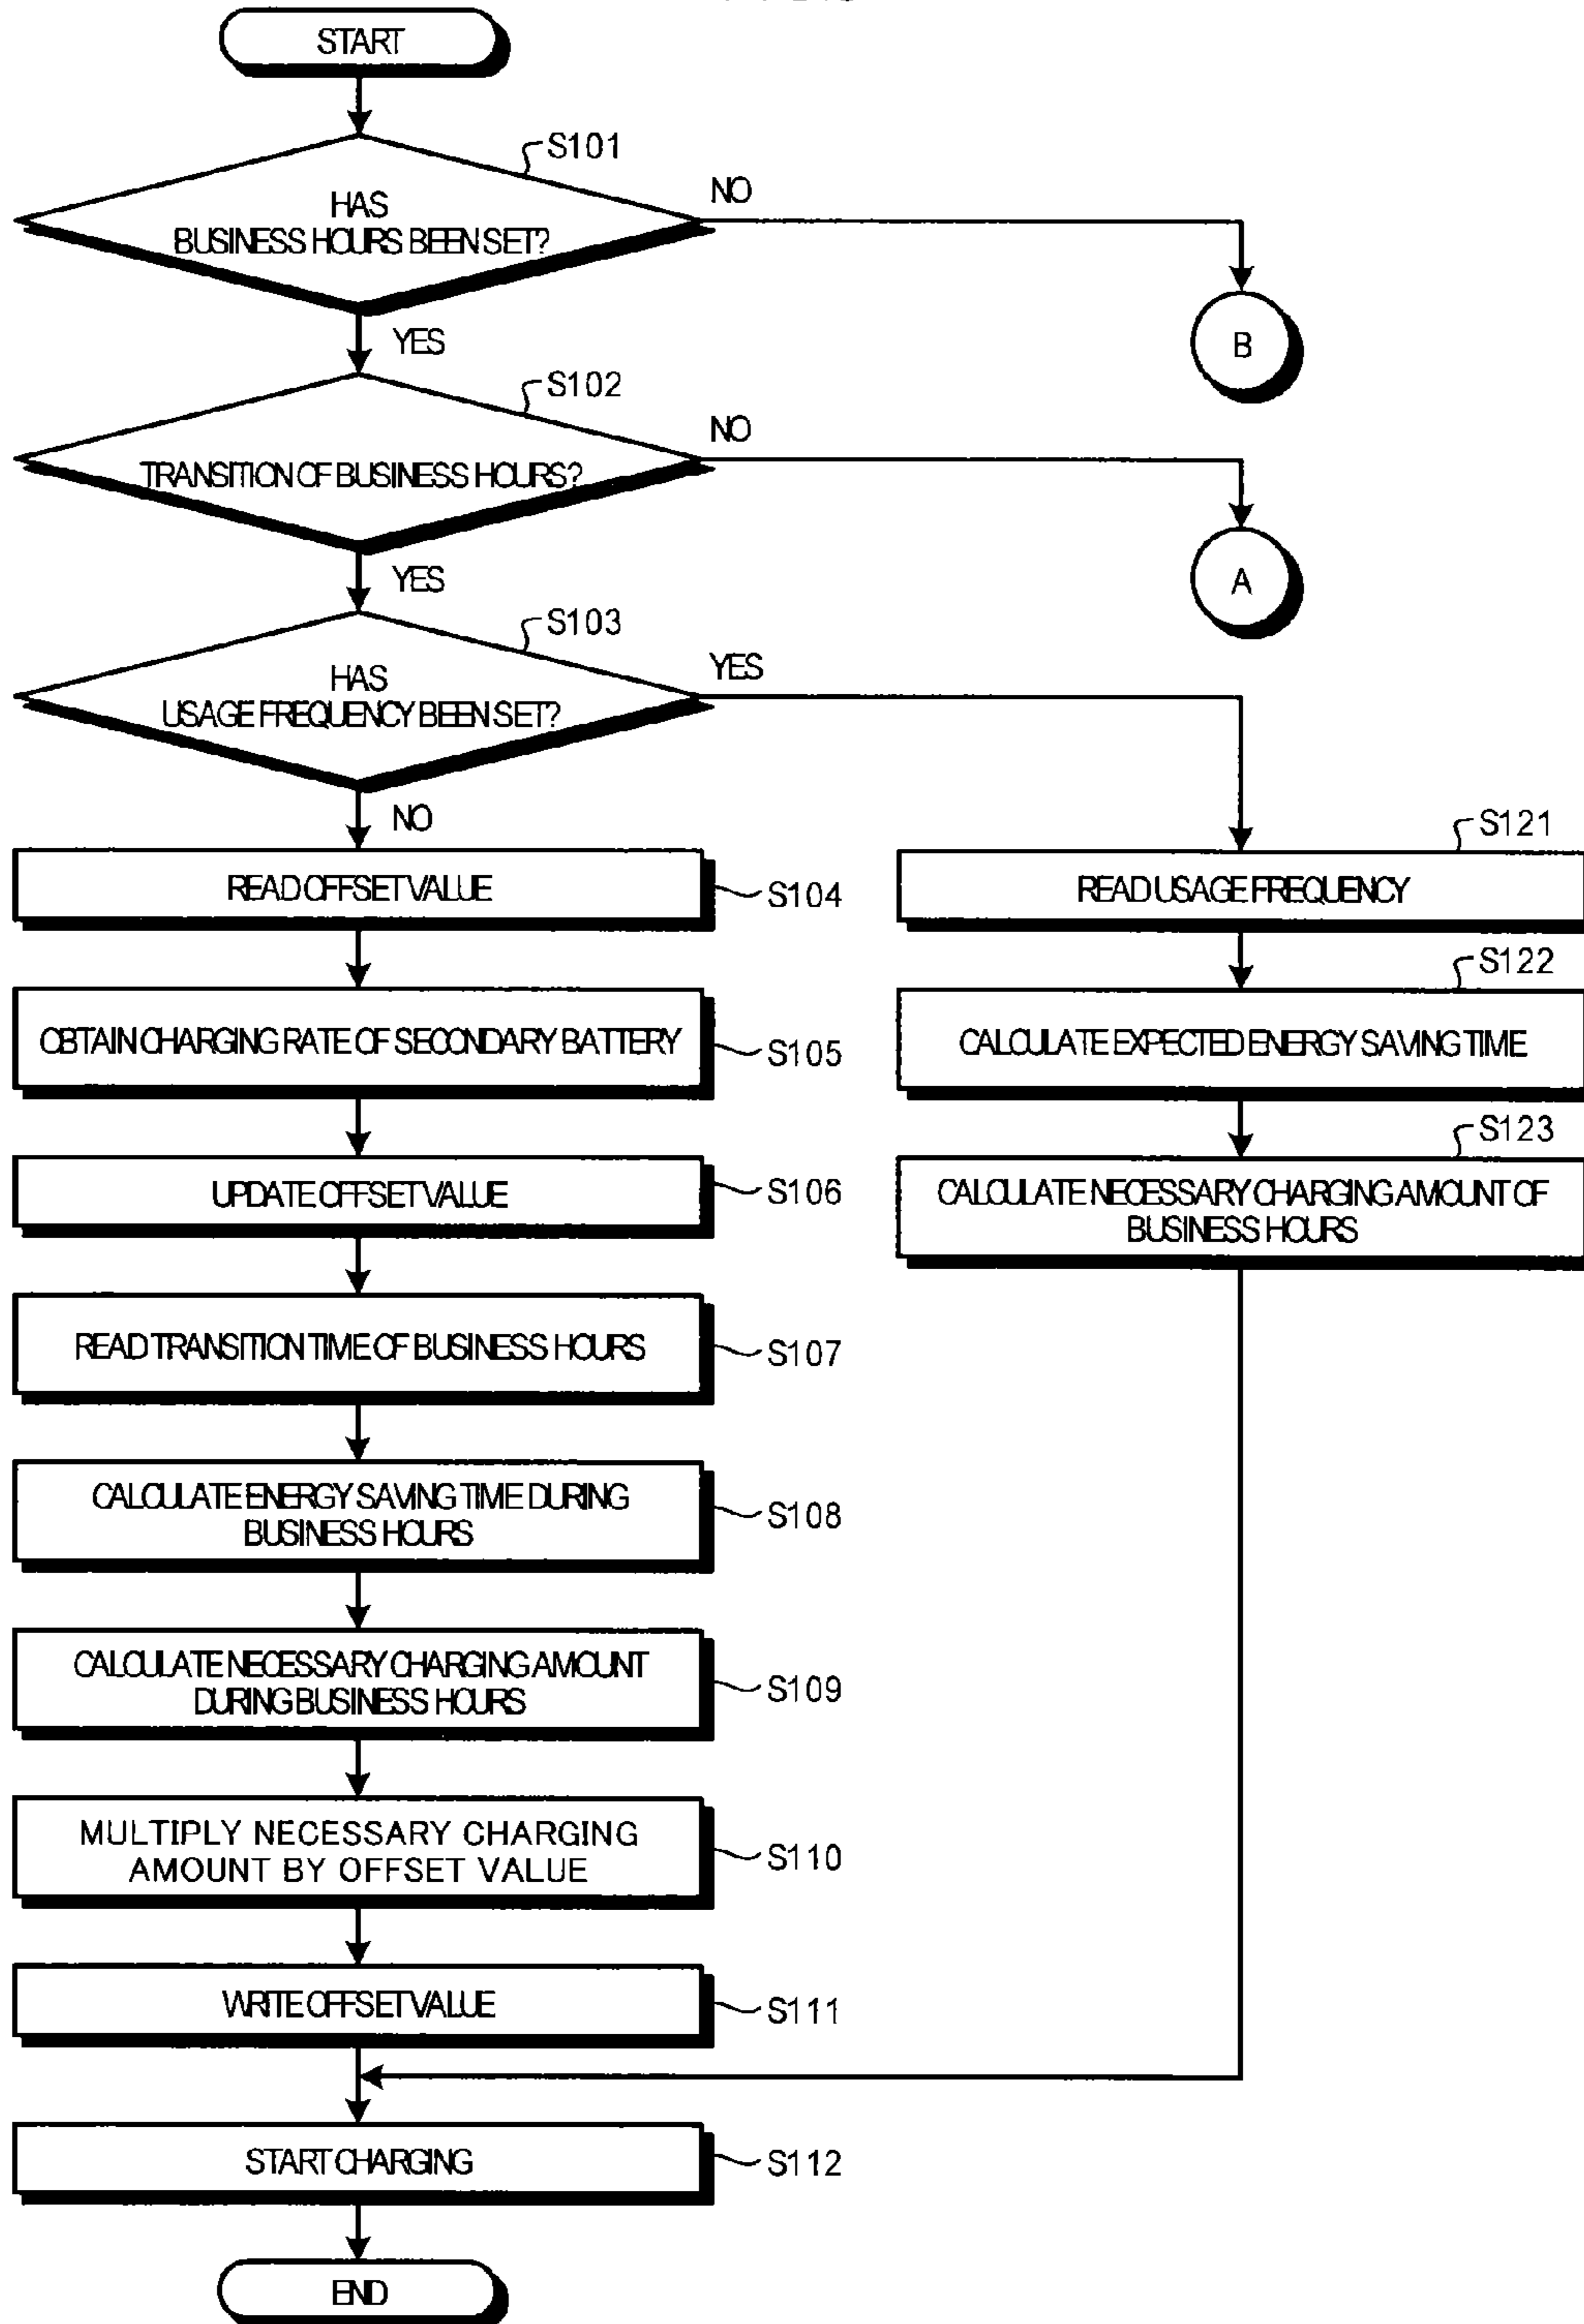 START
S101
HAS
BUSINESS HOURS BEEN SET?
NO
B
YES
S102
TRANSITION OF BUSINESS HOURS?
NO
A
YES
S103
HAS
USAGE FREQUENCY BEEN SET?
YES
NO
READ OFFSET VALUE
S104
S121
READ USAGE FREQUENCY
OBTAIN CHARGING RATE OF SECONDARY BATTERY
S105
S122
CALCULATE EXPECTED ENERGY SAVING TIME
UPDATE OFFSET VALUE
S106
S123
CALCULATE NECESSARY CHARGING AMOUNT OF
BUSINESS HOURS
READ TRANSITION TIME OF BUSINESS HOURS
S107
CALCULATE ENERGY SAVING TIME DURING
BUSINESS HOURS
S108
CALCULATE NECESSARY CHARGING AMOUNT
DURING BUSINESS HOURS
S109
MULTIPLY NECESSARY CHARGING
AMOUNT BY OFFSET VALUE
S110
WRITE OFFSET VALUE
S111
START CHARGING
S112
END